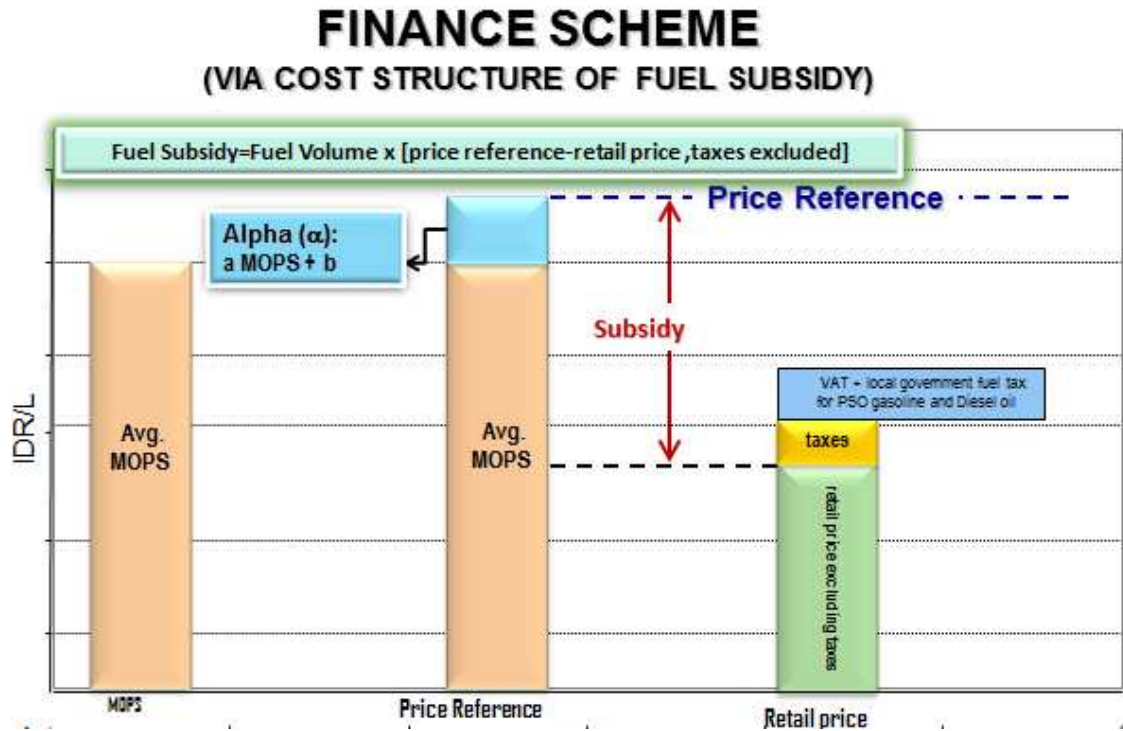 FINANCE SCHEME
(VIA COST STRUCTURE OF FUEL SUBSIDY)
Fuel Subsidy=Fuel Volume x [price reference-retail price ,taxes excluded]
Price Reference
Alpha (α):
a MOPS + b
Subsidy
VAT + local government fuel tax
for PSO gasoline and Diesel oil
IDR/L
Avg.
MOPS
Avg.
MOPS
taxes
retail price excluding taxes
MOPS
Price Reference
Retail price